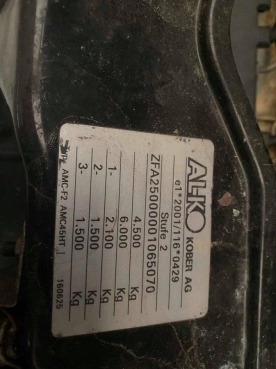 AL-KO KOBER AG
e1*2001/116*0429
Stufe 2
ZFA25000001065070
4.500 Kg
6.000 Kg
1- 2.100 Kg
2- 1.500 Kg
3- 1.500 Kg
Typ AMC-F2 AMC45HT 160625